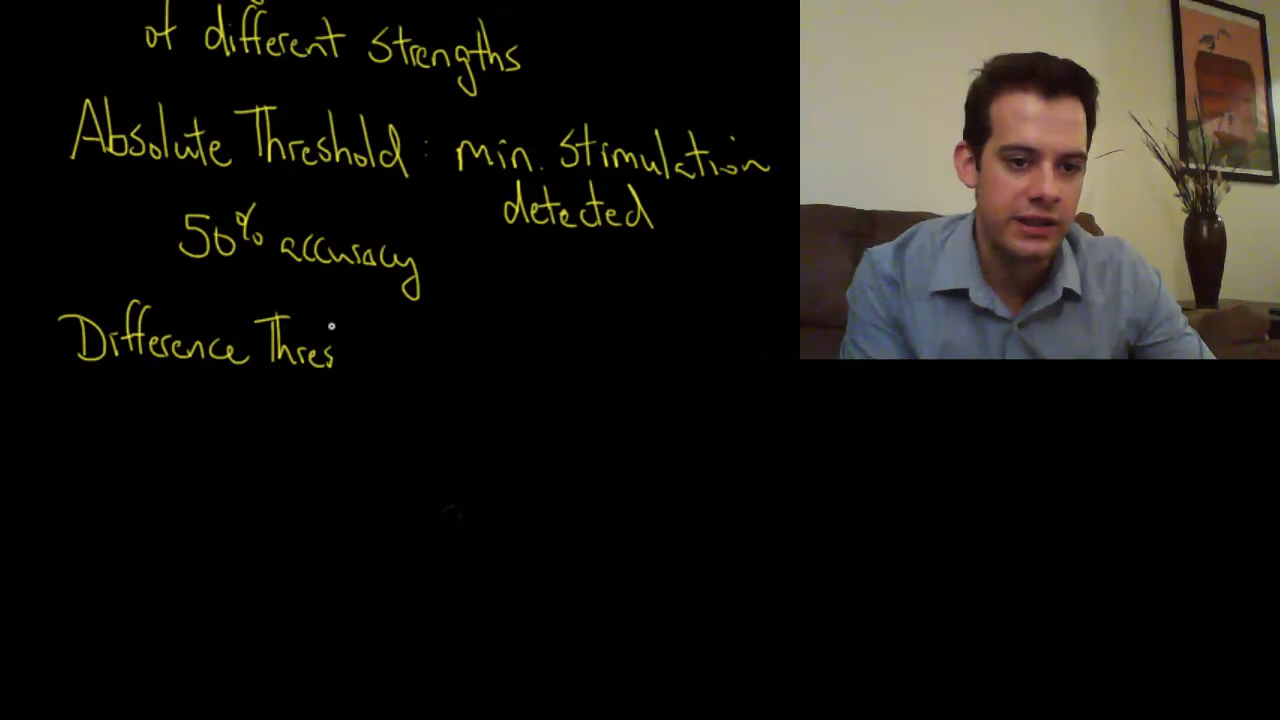 of different strengths
Absolute Threshold : min. stimulation
detected
50% accuracy
Difference Thres